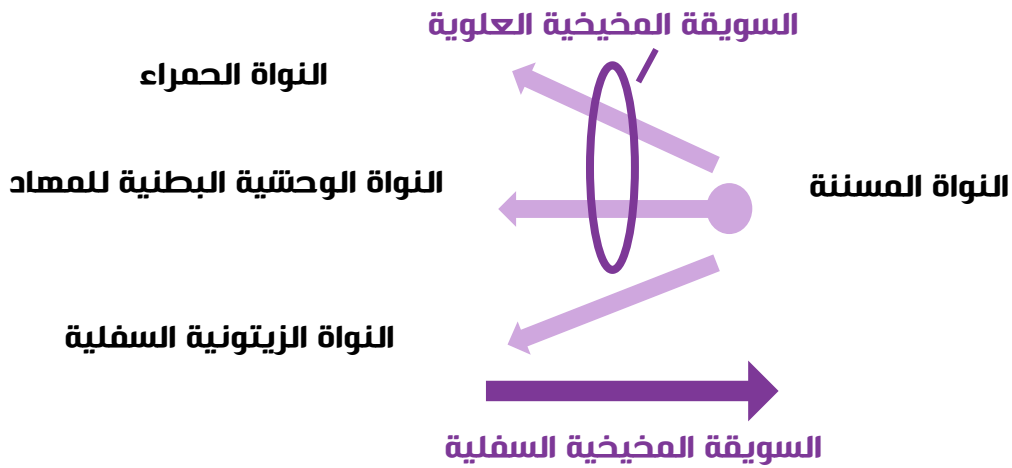 السويقة المخيخية العلوية
النواة الحمراء
النواة الوحشية البطنية للمهاد
النواة المسننة
النواة الزيتونية السفلية
السويقة المخيخية السفلية